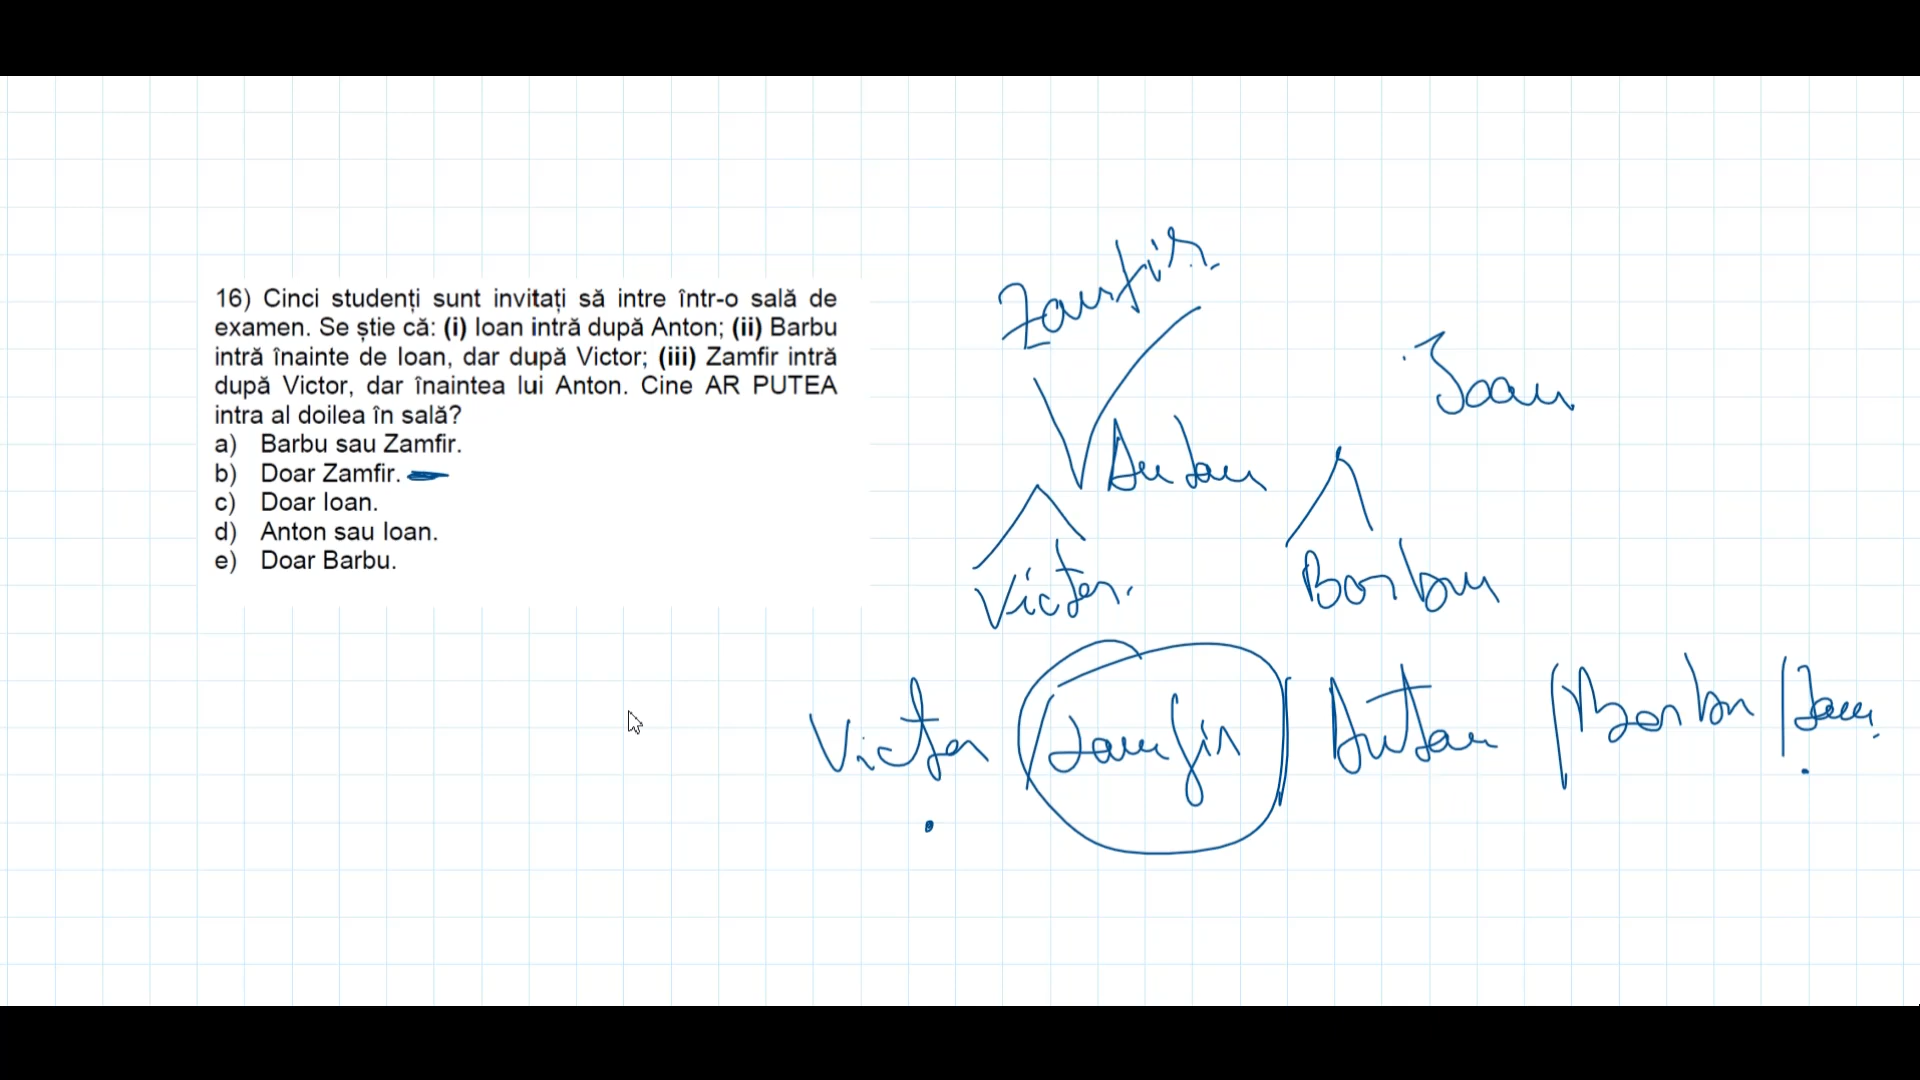 16) Cinci studenți sunt invitați să intre într-o sală de
examen. Se știe că: (i) Ioan intră după Anton; (ii) Barbu
intră înainte de Ioan, dar după Victor; (iii) Zamfir intră
după Victor, dar înaintea lui Anton. Cine AR PUTEA
intra al doilea în sală?
a) Barbu sau Zamfir.
b) Doar Zamfir.
c) Doar Ioan.
d) Anton sau Ioan.
e) Doar Barbu.
Zamfir
Ioan
Anton
Victor Barbu
Victor | Zamfir | Anton | Barbu | Ioan